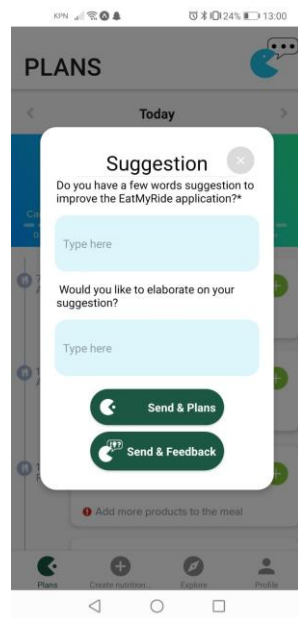 KPN 24% 13:00
PLANS
Today
Suggestion
Do you have a few words suggestion to
improve the EatMyRide application?*
Type here
Would you like to elaborate on your
suggestion?
Type here
Send & Plans
Send & Feedback
Add more products to the meal
Plans Create nutrition... Explore Profile